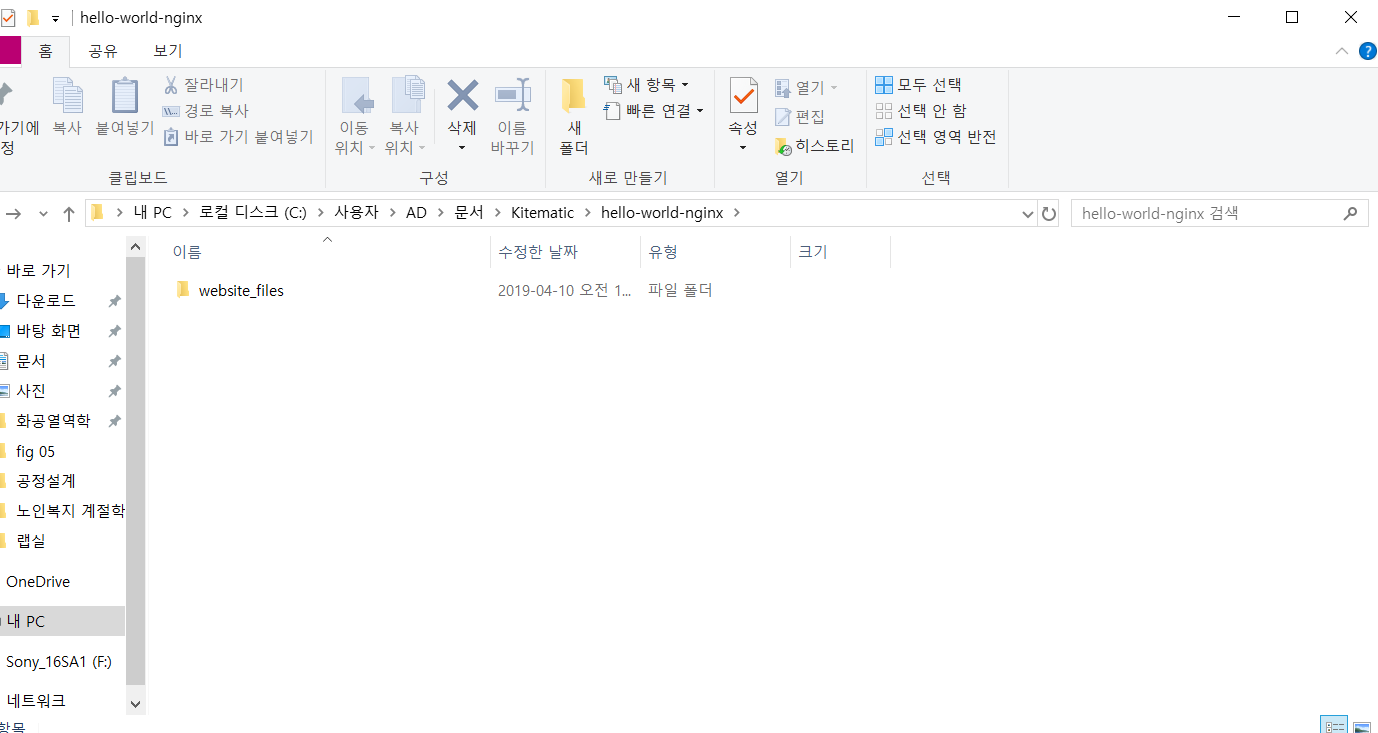 hello-world-nginx
홈 공유 보기
가기에
정
복사
붙여넣기
잘라내기
경로 복사
바로 가기 붙여넣기
클립보드
이동
위치
복사
위치
삭제
이름
바꾸기
구성
새
폴더
새 항목
빠른 연결
새로 만들기
속성
열기
편집
히스토리
열기
모두 선택
선택 안 함
선택 영역 반전
선택
내 PC 로컬 디스크 (C:) 사용자 AD 문서 Kitematic hello-world-nginx
hello-world-nginx 검색
바로 가기
다운로드
바탕 화면
문서
사진
화공열역학
fig 05
공정설계
노인복지 계절학
랩실
OneDrive
내 PC
Sony_16SA1 (F:)
네트워크
항목
이름 수정한 날짜 유형 크기
website_files 2019-04-10 오전 1... 파일 폴더